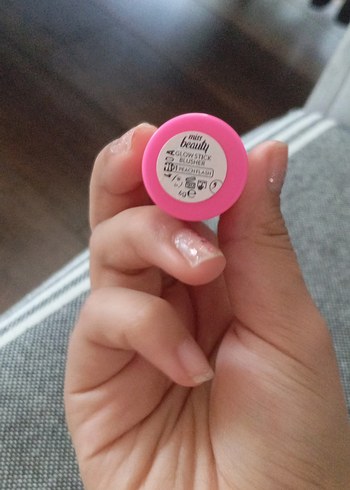 miss
beauty
GLOW STICK
BLUSHER
PEACH FLASH
6g e